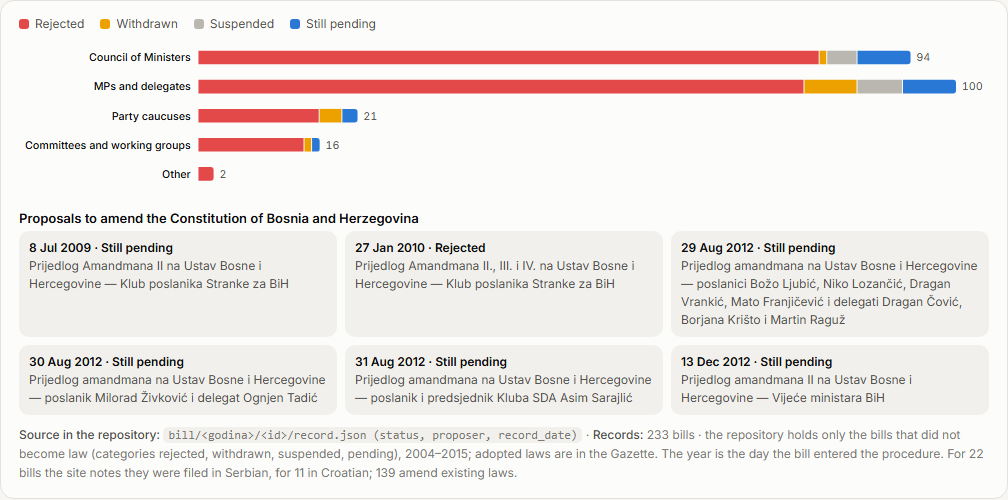 Rejected Withdrawn Suspended Still pending
Council of Ministers 94
MPs and delegates 100
Party caucuses 21
Committees and working groups 16
Other 2
Proposals to amend the Constitution of Bosnia and Herzegovina
8 Jul 2009 · Still pending
Prijedlog Amandmana II na Ustav Bosne i
Hercegovine — Klub poslanika Stranke za BiH
27 Jan 2010 · Rejected
Prijedlog Amandmana II., III. i IV. na Ustav Bosne i
Hercegovine — Klub poslanika Stranke za BiH
29 Aug 2012 · Still pending
Prijedlog amandmana na Ustav Bosne i Hercegovine
— poslanici Božo Ljubić, Niko Lozančić, Dragan
Vrankić, Mato Franjičević i delegati Dragan Čović,
Borjana Krišto i Martin Raguž
30 Aug 2012 · Still pending
Prijedlog amandmana na Ustav Bosne i Hercegovine
— poslanik Milorad Živković i delegat Ognjen Tadić
31 Aug 2012 · Still pending
Prijedlog amandmana na Ustav Bosne i Hercegovine
— poslanik i predsjednik Kluba SDA Asim Sarajlić
13 Dec 2012 · Still pending
Prijedlog amandmana II na Ustav Bosne i
Hercegovine — Vijeće ministara BiH
Source in the repository: bill/<godina>/<id>/record.json (status, proposer, record_date) · Records: 233 bills · the repository holds only the bills that did not
become law (categories rejected, withdrawn, suspended, pending), 2004–2015; adopted laws are in the Gazette. The year is the day the bill entered the procedure. For 22
bills the site notes they were filed in Serbian, for 11 in Croatian; 139 amend existing laws.